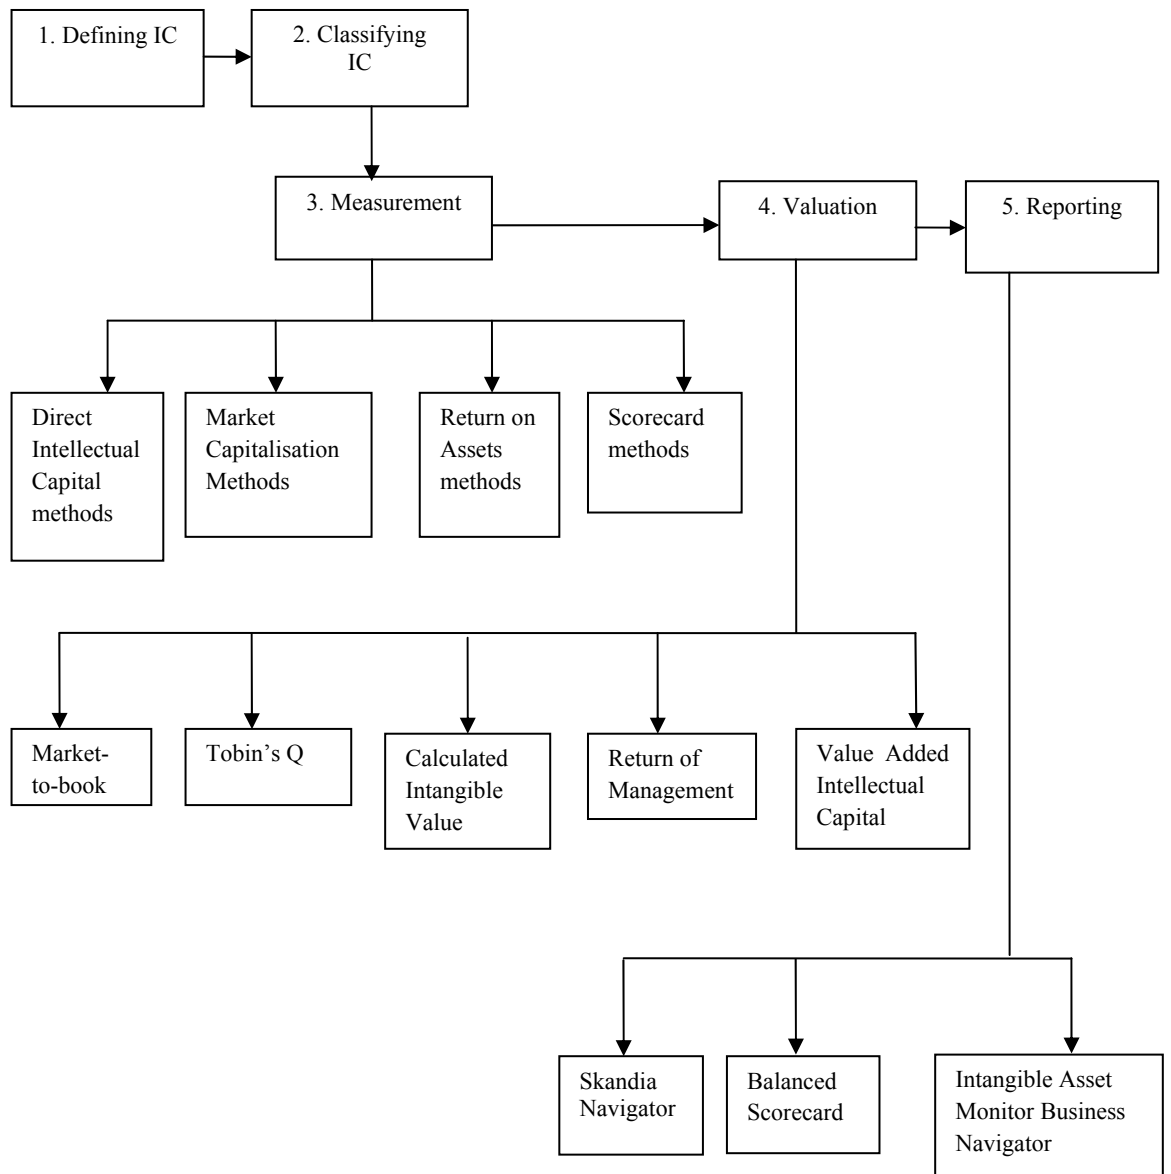 1. Defining IC
2. Classifying
IC
3. Measurement
4. Valuation
5. Reporting
Direct
Intellectual
Capital
methods
Market
Capitalisation
Methods
Return on
Assets
methods
Scorecard
methods
Market-
to-book
Tobin’s Q
Calculated
Intangible
Value
Return of
Management
Value Added
Intellectual
Capital
Skandia
Navigator
Balanced
Scorecard
Intangible Asset
Monitor Business
Navigator